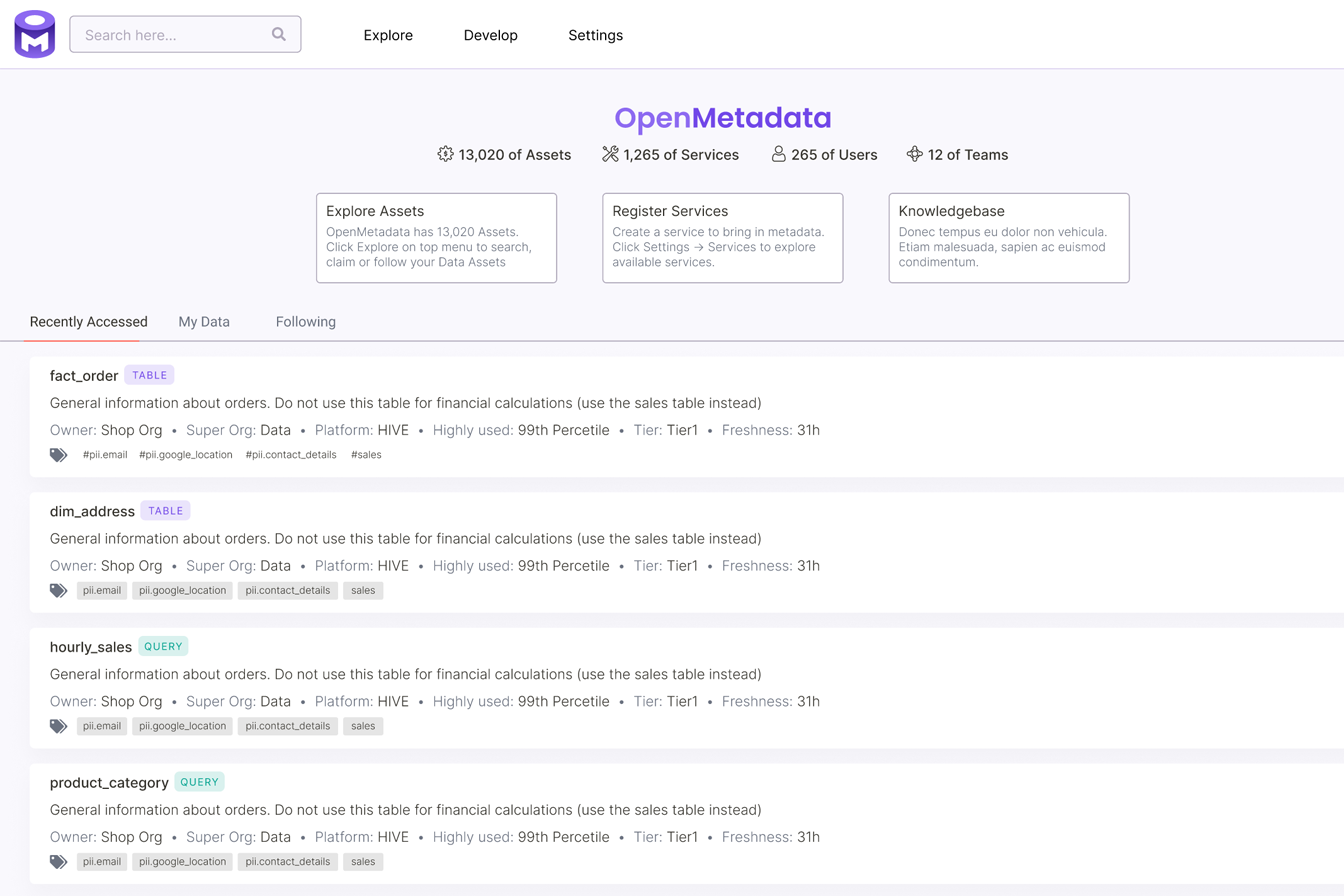 M
Search here...
Explore
Develop
Settings
OpenMetadata
13,020 of Assets
1,265 of Services
265 of Users
12 of Teams
Explore Assets
OpenMetadata has 13,020 Assets.
Click Explore on top menu to search,
claim or follow your Data Assets
Register Services
Create a service to bring in metadata.
Click Settings → Services to explore
available services.
Knowledgebase
Donec tempus eu dolor non vehicula.
Etiam malesuada, sapien ac euismod
condimentum.
Recently Accessed
My Data
Following
fact_order TABLE
General information about orders. Do not use this table for financial calculations (use the sales table instead)
Owner: Shop Org • Super Org: Data • Platform: HIVE • Highly used: 99th Percetile • Tier: Tier1 • Freshness: 31h
#pii.email #pii.google_location #pii.contact_details #sales
dim_address TABLE
General information about orders. Do not use this table for financial calculations (use the sales table instead)
Owner: Shop Org • Super Org: Data • Platform: HIVE • Highly used: 99th Percetile • Tier: Tier1 • Freshness: 31h
pii.email pii.google_location pii.contact_details sales
hourly_sales QUERY
General information about orders. Do not use this table for financial calculations (use the sales table instead)
Owner: Shop Org • Super Org: Data • Platform: HIVE • Highly used: 99th Percetile • Tier: Tier1 • Freshness: 31h
pii.email pii.google_location pii.contact_details sales
product_category QUERY
General information about orders. Do not use this table for financial calculations (use the sales table instead)
Owner: Shop Org • Super Org: Data • Platform: HIVE • Highly used: 99th Percetile • Tier: Tier1 • Freshness: 31h
pii.email pii.google_location pii.contact_details sales